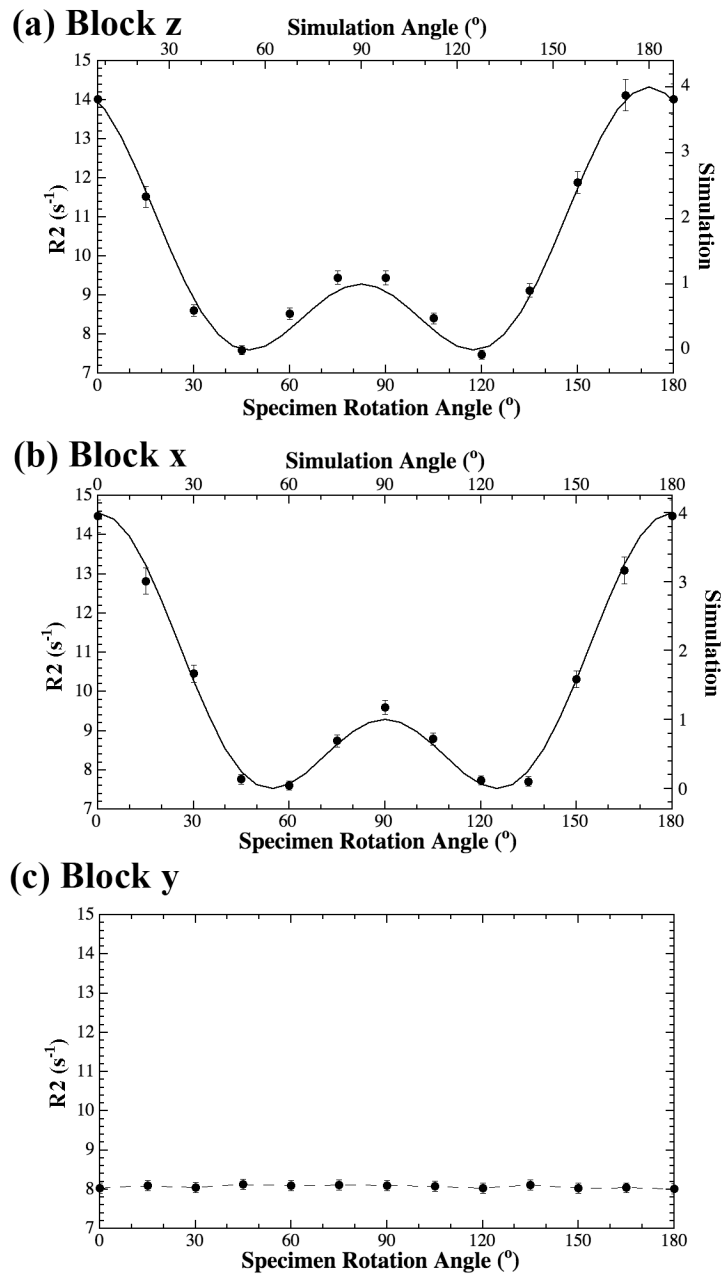 (a) Block z
Simulation Angle (o)
30 60 90 120 150 180
15
14
13
12
11
10
9
8
7
R2 (s-1)
4
3
2
1
0
Simulation
0 30 60 90 120 150 180
Specimen Rotation Angle (o)
(b) Block x
Simulation Angle (o)
0 30 60 90 120 150 180
15
14
13
12
11
10
9
8
7
R2 (s-1)
4
3
2
1
0
Simulation
0 30 60 90 120 150 180
Specimen Rotation Angle (o)
(c) Block y
15
14
13
12
11
10
9
8
7
R2 (s-1)
0 30 60 90 120 150 180
Specimen Rotation Angle (o)